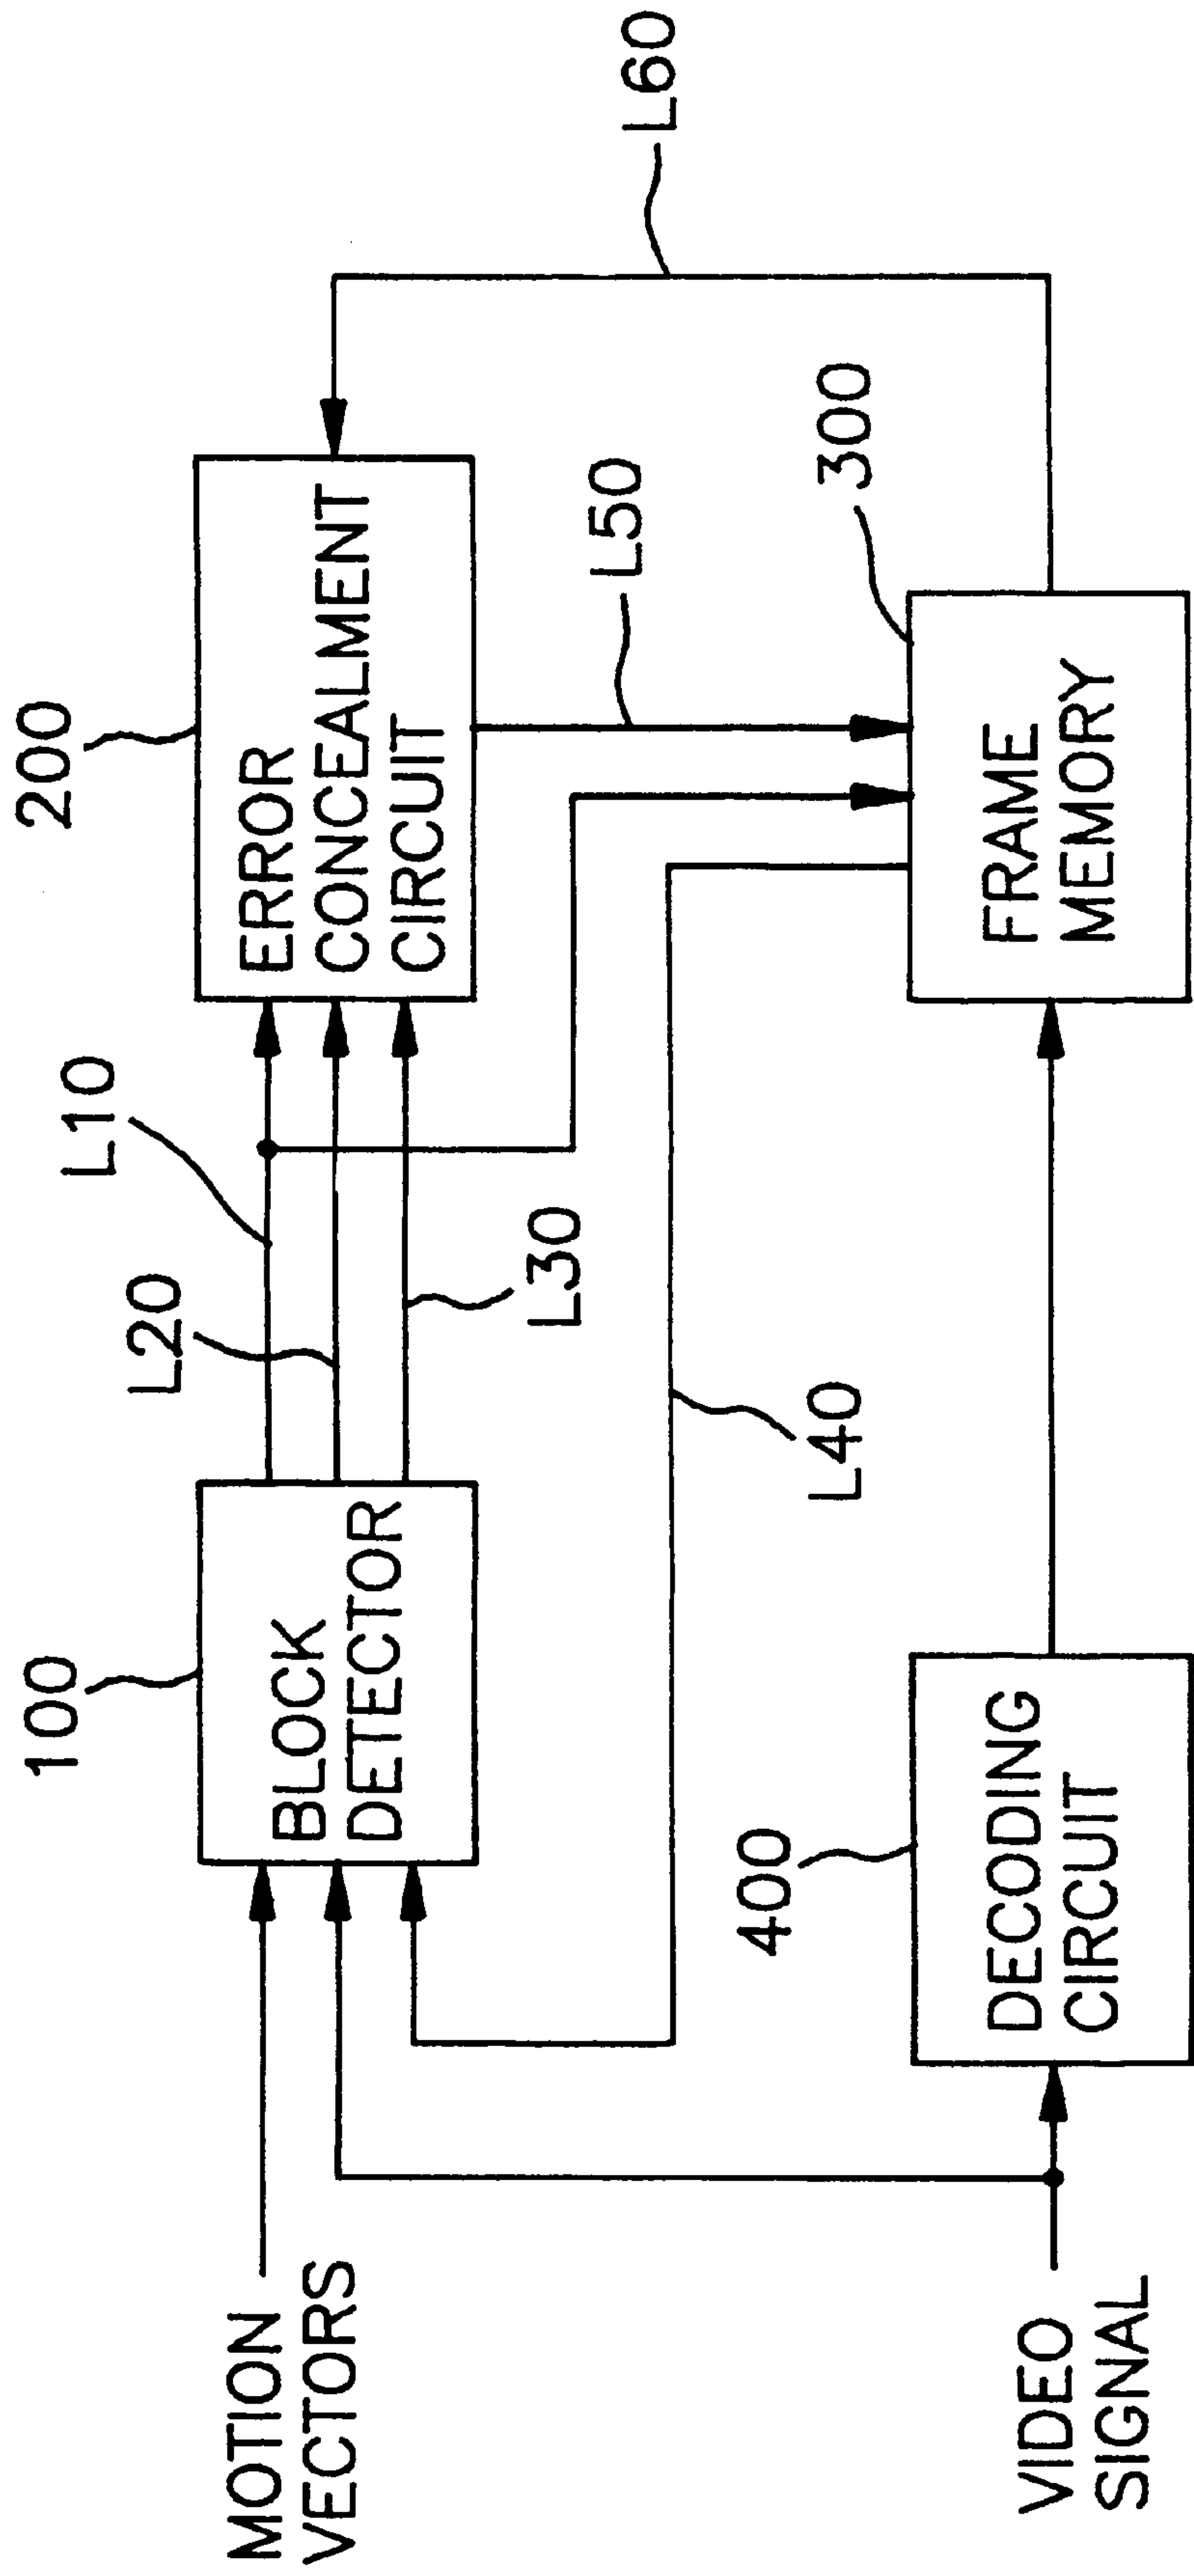 100
200
L10
L20
L60
BLOCK
DETECTOR
ERROR
CONCEALMENT
CIRCUIT
MOTION
VECTORS
L30
L50
L40
400
300
DECODING
CIRCUIT
FRAME
MEMORY
VIDEO
SIGNAL